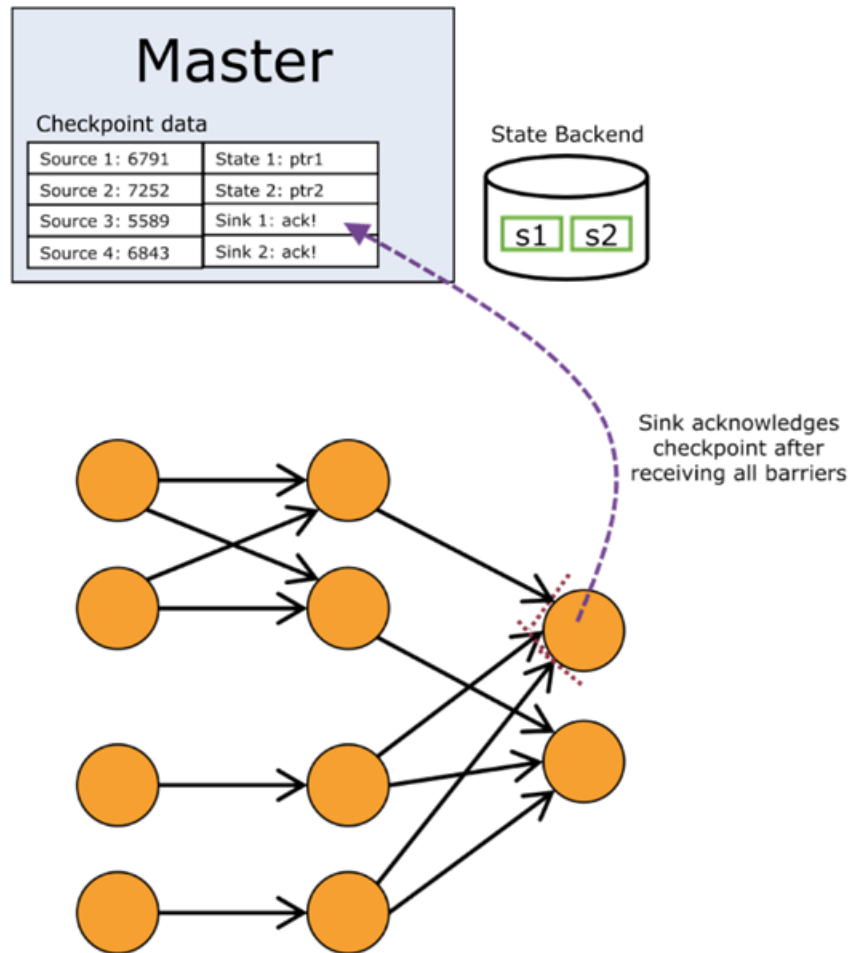 Master
Checkpoint data
Source 1: 6791 State 1: ptr1
Source 2: 7252 State 2: ptr2
Source 3: 5589 Sink 1: ack!
Source 4: 6843 Sink 2: ack!
State Backend
s1 s2
Sink acknowledges
checkpoint after
receiving all barriers